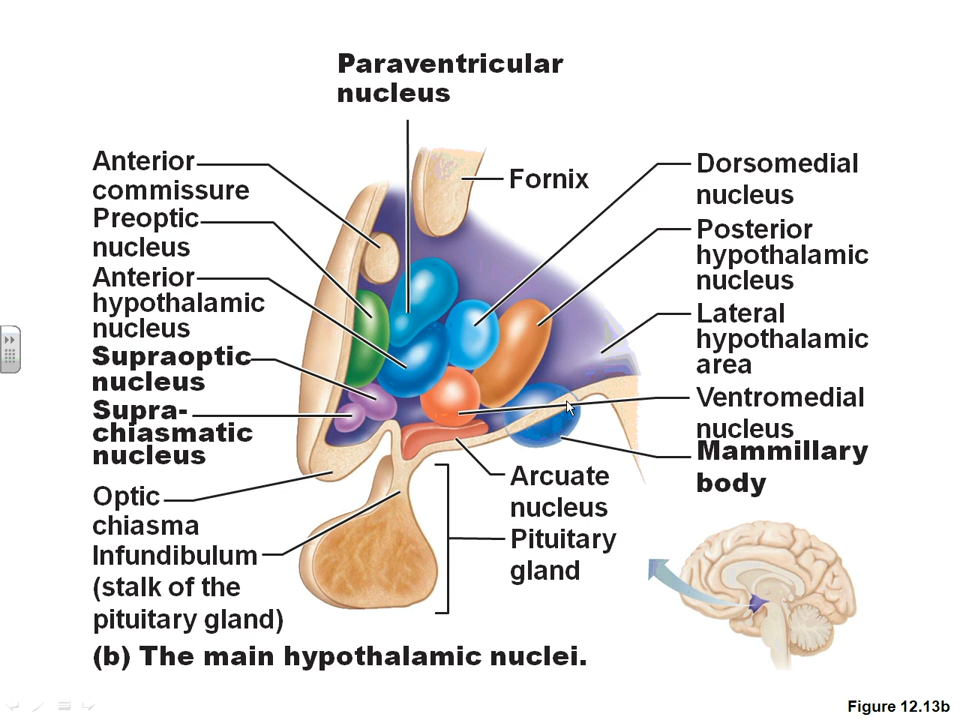 Paraventricular
nucleus
Anterior
commissure
Preoptic
nucleus
Anterior
hypothalamic
nucleus
Supraoptic
nucleus
Supra-
chiasmatic
nucleus
Optic
chiasma
Infundibulum
(stalk of the
pituitary gland)
Fornix
Dorsomedial
nucleus
Posterior
hypothalamic
nucleus
Lateral
hypothalamic
area
Ventromedial
nucleus
Mammillary
body
Arcuate
nucleus
Pituitary
gland
(b) The main hypothalamic nuclei.
Figure 12.13b